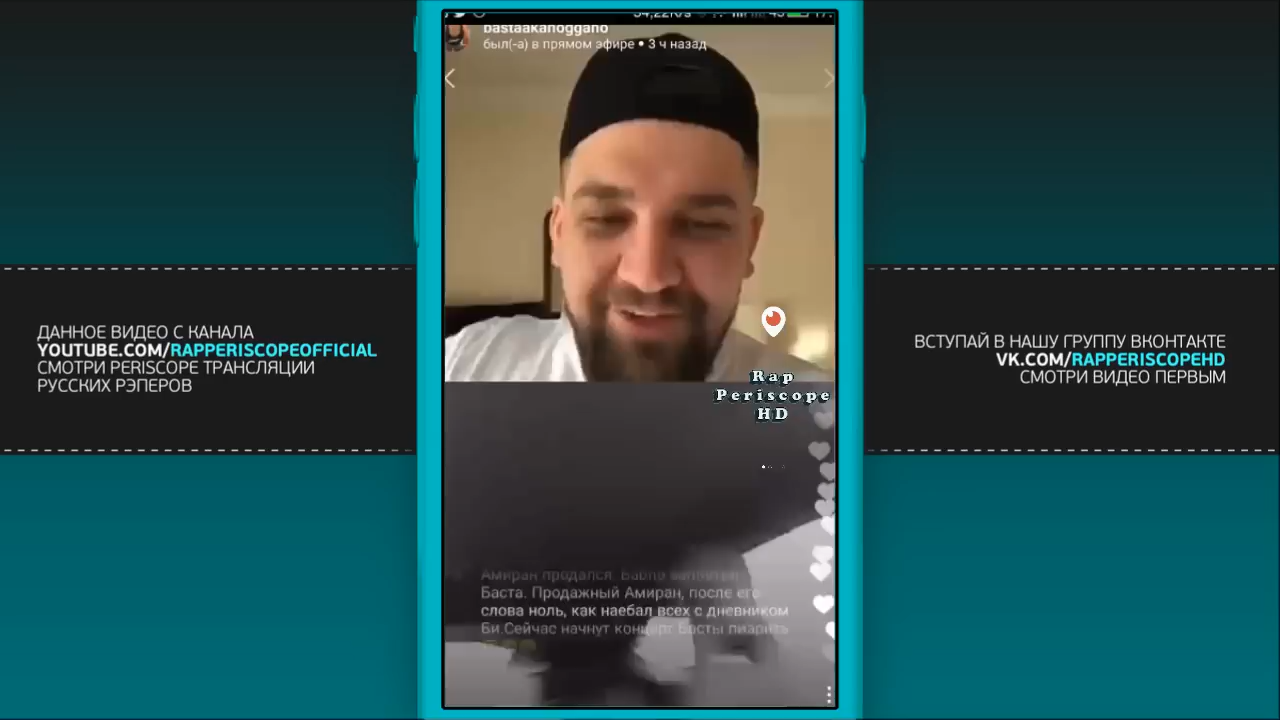 bastaakanoggano
был(-а) в прямом эфире • 3 ч назад
ДАННОЕ ВИДЕО С КАНАЛА
YOUTUBE.COM/RAPPERISCOPEOFFICIAL
СМОТРИ PERISCOPE ТРАНСЛЯЦИИ
РУССКИХ РЭПЕРОВ
ВСТУПАЙ В НАШУ ГРУППУ ВКОНТАКТЕ
VK.COM/RAPPERISCOPEHD
СМОТРИ ВИДЕО ПЕРВЫМ
Rap
Periscope
HD
Амиран продался.
Баста. Продажный Амиран, после его
слова ноль, как наебал всех с дневником
Би.Сейчас начнут концерт Басты пиарить